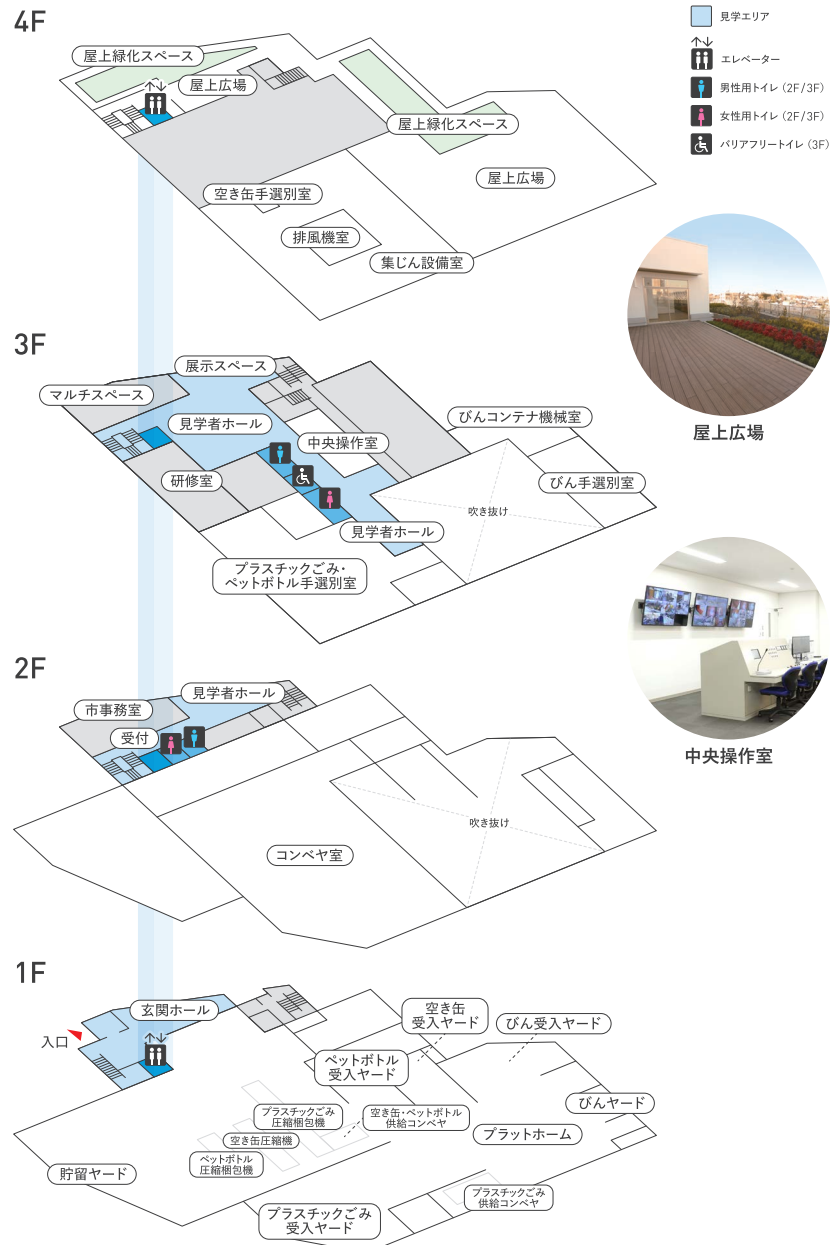 4F
屋上緑化スペース
屋上広場
屋上緑化スペース
屋上広場
空き缶手選別室
排風機室
集じん設備室
見学エリア
エレベーター
男性用トイレ（2F/3F）
女性用トイレ（2F/3F）
バリアフリートイレ（3F）
屋上広場
3F
展示スペース
マルチスペース
見学者ホール
中央操作室
びんコンテナ機械室
研修室
びん手選別室
吹き抜け
見学者ホール
プラスチックごみ・
ペットボトル手選別室
中央操作室
2F
見学者ホール
市事務室
受付
吹き抜け
コンベヤ室
1F
玄関ホール
入口
空き缶
受入ヤード
びん受入ヤード
ペットボトル
受入ヤード
プラスチックごみ
圧縮梱包機
空き缶・ペットボトル
供給コンベヤ
びんヤード
空き缶圧縮機
プラットホーム
ペットボトル
圧縮梱包機
貯留ヤード
プラスチックごみ
供給コンベヤ
プラスチックごみ
受入ヤード